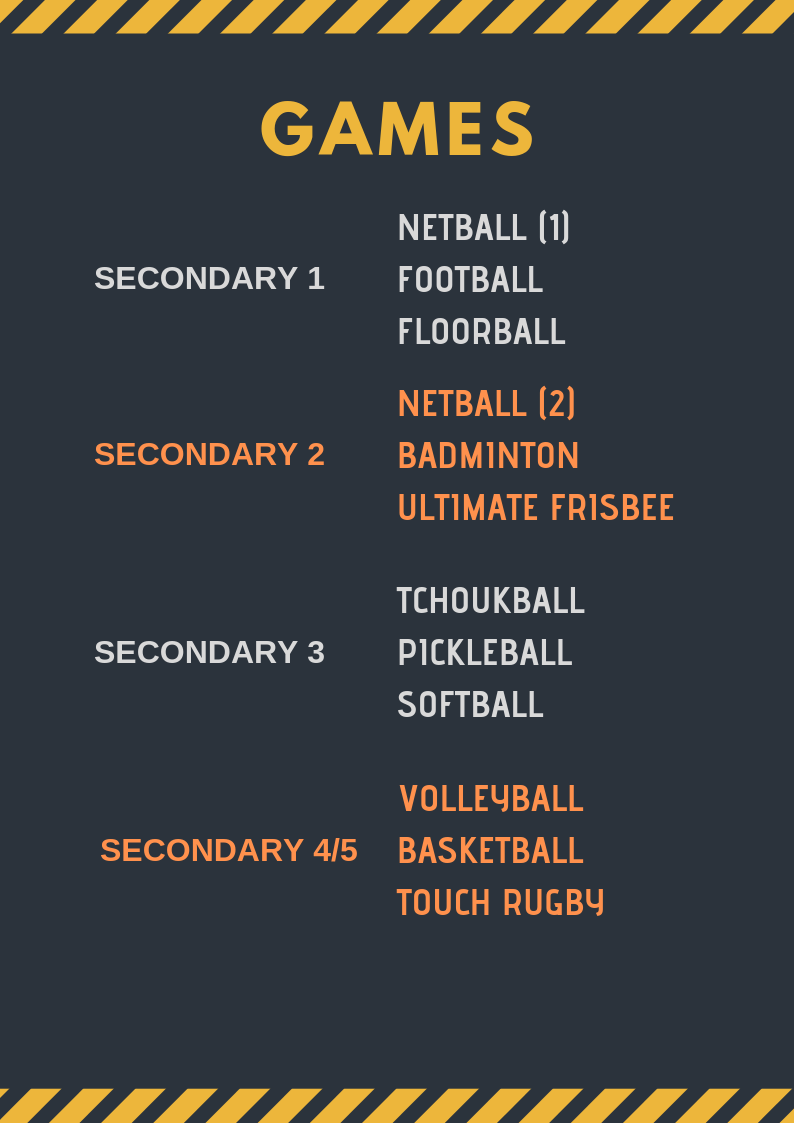 GAMES
SECONDARY 1
NETBALL (1)
FOOTBALL
FLOORBALL
SECONDARY 2
NETBALL (2)
BADMINTON
ULTIMATE FRISBEE
SECONDARY 3
TCHOUKBALL
PICKLEBALL
SOFTBALL
SECONDARY 4/5
VOLLEYBALL
BASKETBALL
TOUCH RUGBY